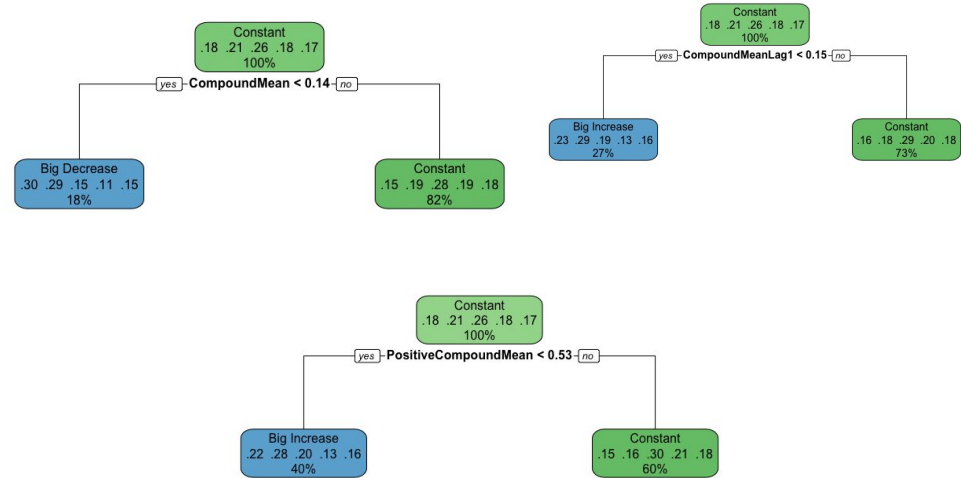 Constant
.18 .21 .26 .18 .17
100%
yes CompoundMean < 0.14 no
Big Decrease
.30 .29 .15 .11 .15
18%
Constant
.15 .19 .28 .19 .18
82%
Constant
.18 .21 .26 .18 .17
100%
yes CompoundMeanLag1 < 0.15 no
Big Increase
.23 .29 .19 .13 .16
27%
Constant
.16 .18 .29 .20 .18
73%
Constant
.18 .21 .26 .18 .17
100%
yes PositiveCompoundMean < 0.53 no
Big Increase
.22 .28 .20 .13 .16
40%
Constant
.15 .16 .30 .21 .18
60%